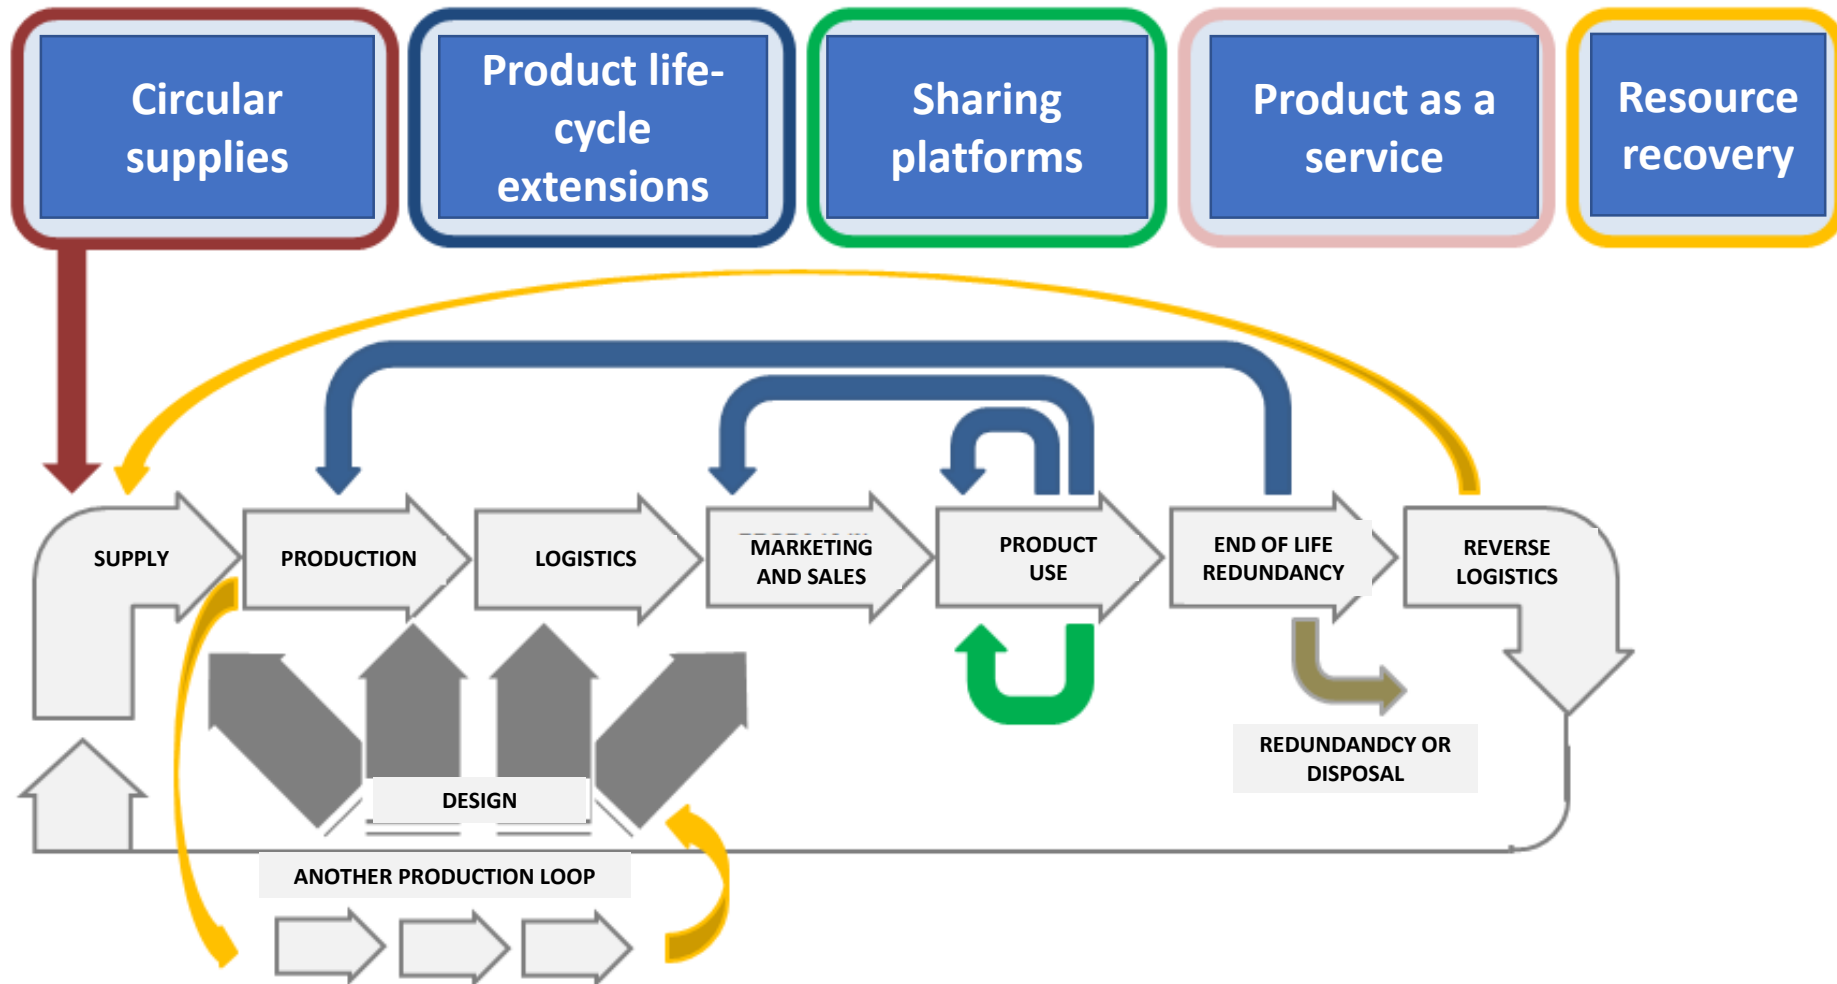 Circular
supplies
Product life-
cycle
extensions
Sharing
platforms
Product as a
service
Resource
recovery
SUPPLY
PRODUCTION
LOGISTICS
MARKETING
AND SALES
PRODUCT
USE
END OF LIFE
REDUNDANCY
REVERSE
LOGISTICS
REDUNDANDCY OR
DISPOSAL
DESIGN
ANOTHER PRODUCTION LOOP